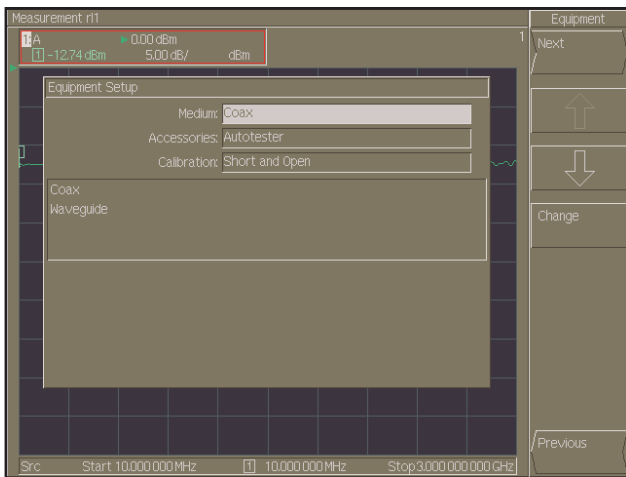 Measurement rl1
Equipment
1: A ► 0.00 dBm
1
1 -12.74 dBm 5.00 dB/ dBm
Next
Equipment Setup
Medium: Coax
Accessories: Autotester
Calibration: Short and Open
Coax
Waveguide
Change
Previous
Src Start 10.000 000 MHz 1 10.000 000 MHz Stop 3.000 000 000 GHz